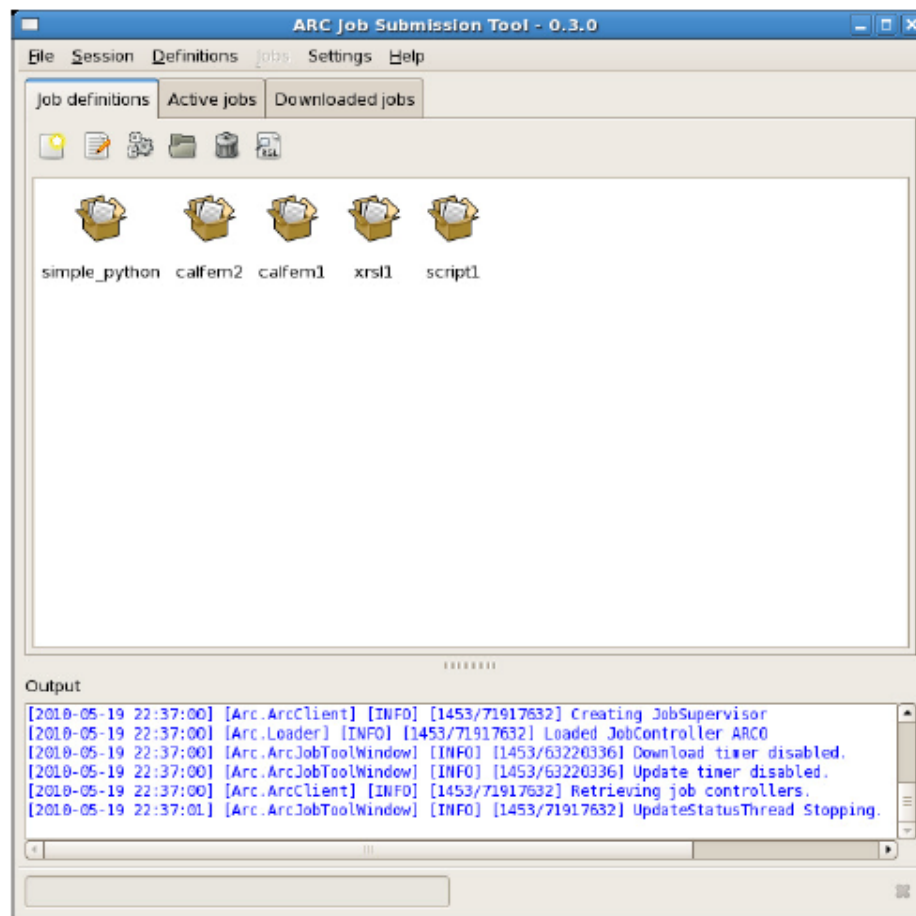 ARC Job Submission Tool - 0.3.0
File Session Definitions Jobs Settings Help
Job definitions Active jobs Downloaded jobs
RSL
simple_python calfem2 calfem1 xrsl1 script1
Output
[2010-05-19 22:37:00] [Arc.ArcClient] [INFO] [1453/71917632] Creating JobSupervisor
[2010-05-19 22:37:00] [Arc.Loader] [INFO] [1453/71917632] Loaded JobController ARC0
[2010-05-19 22:37:00] [Arc.ArcJobToolWindow] [INFO] [1453/63220336] Download timer disabled.
[2010-05-19 22:37:00] [Arc.ArcJobToolWindow] [INFO] [1453/63220336] Update timer disabled.
[2010-05-19 22:37:00] [Arc.ArcClient] [INFO] [1453/71917632] Retrieving job controllers.
[2010-05-19 22:37:01] [Arc.ArcJobToolWindow] [INFO] [1453/71917632] UpdateStatusThread Stopping.